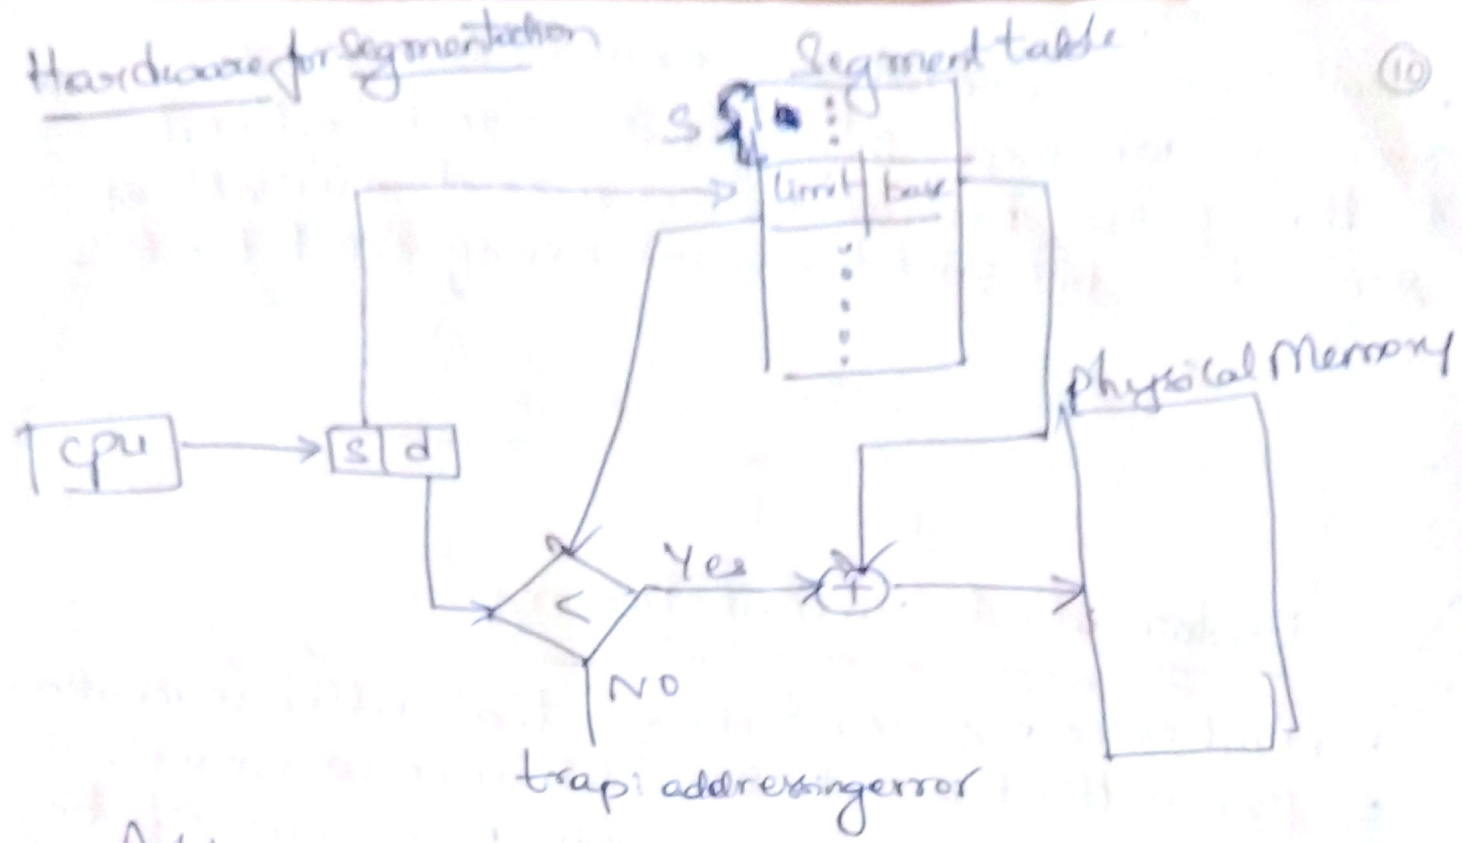 Hardware for Segmentation
Segment table
10
S
limit base
Physical Memory
CPU
s d
<
Yes
+
NO
trap: addressing error